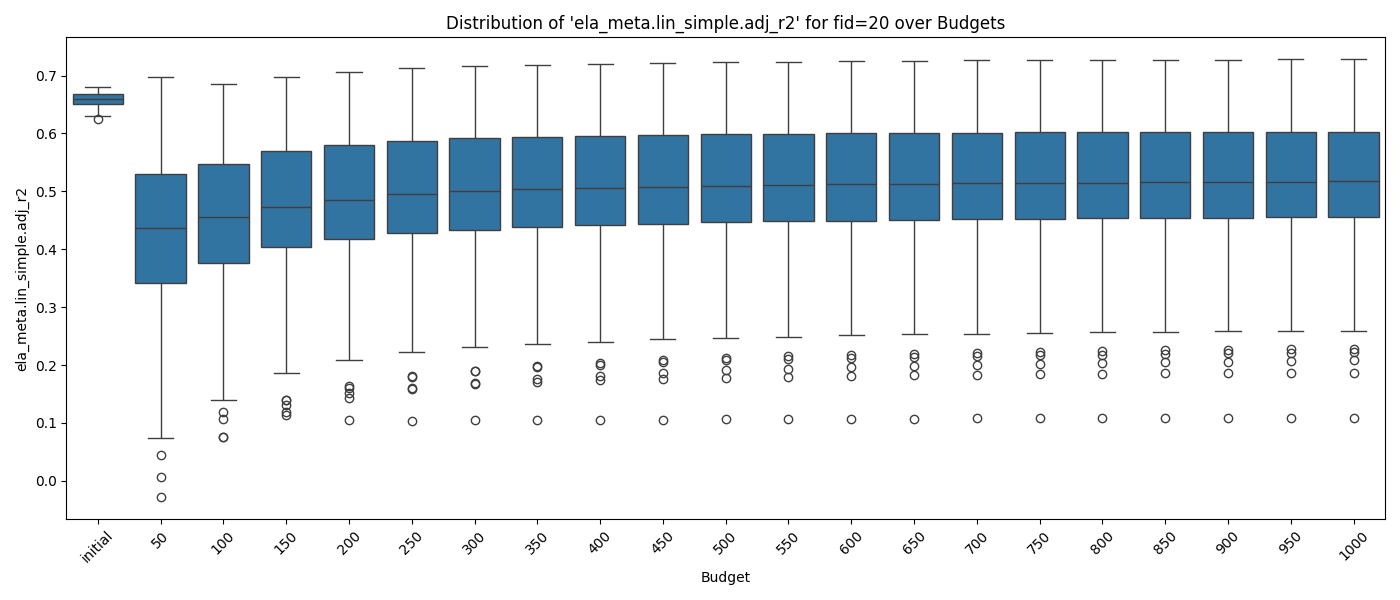 Distribution of 'ela_meta.lin_simple.adj_r2' for fid=20 over Budgets
ela_meta.lin_simple.adj_r2
0.7
0.6
0.5
0.4
0.3
0.2
0.1
0.0
initial 50 100 150 200 250 300 350 400 450 500 550 600 650 700 750 800 850 900 950 1000
Budget